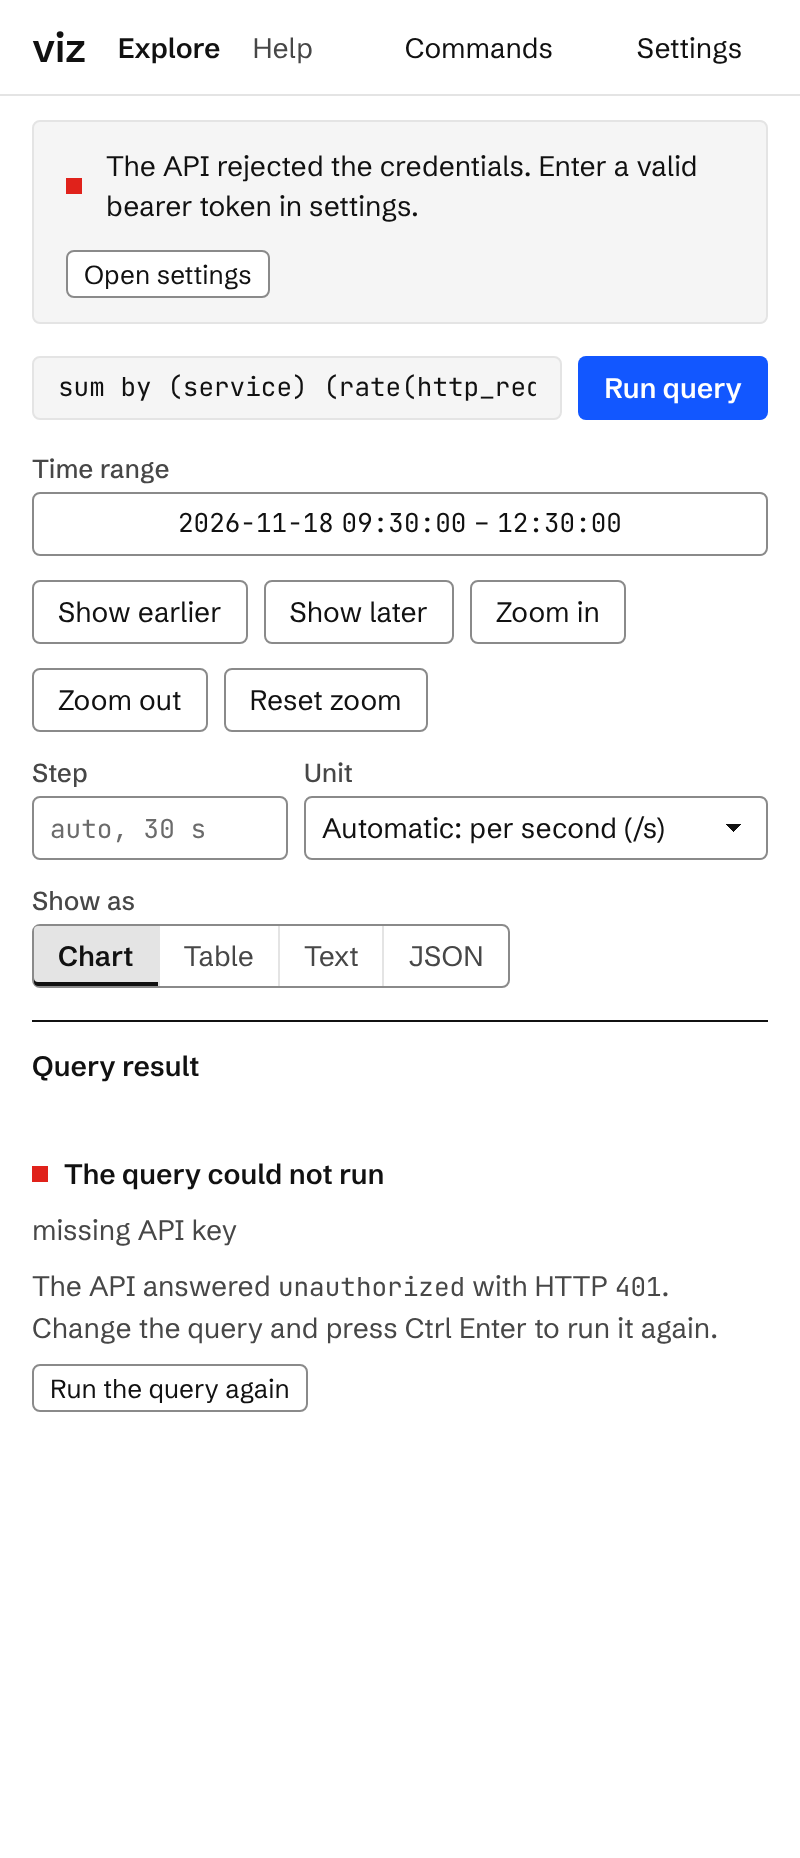 viz Explore Help Commands Settings
The API rejected the credentials. Enter a valid
bearer token in settings.
Open settings
sum by (service) (rate(http_rec
Run query
Time range
2026-11-18 09:30:00 – 12:30:00
Show earlier Show later Zoom in
Zoom out Reset zoom
Step Unit
auto, 30 s Automatic: per second (/s)
Show as
Chart Table Text JSON
Query result
The query could not run
missing API key
The API answered unauthorized with HTTP 401.
Change the query and press Ctrl Enter to run it again.
Run the query again